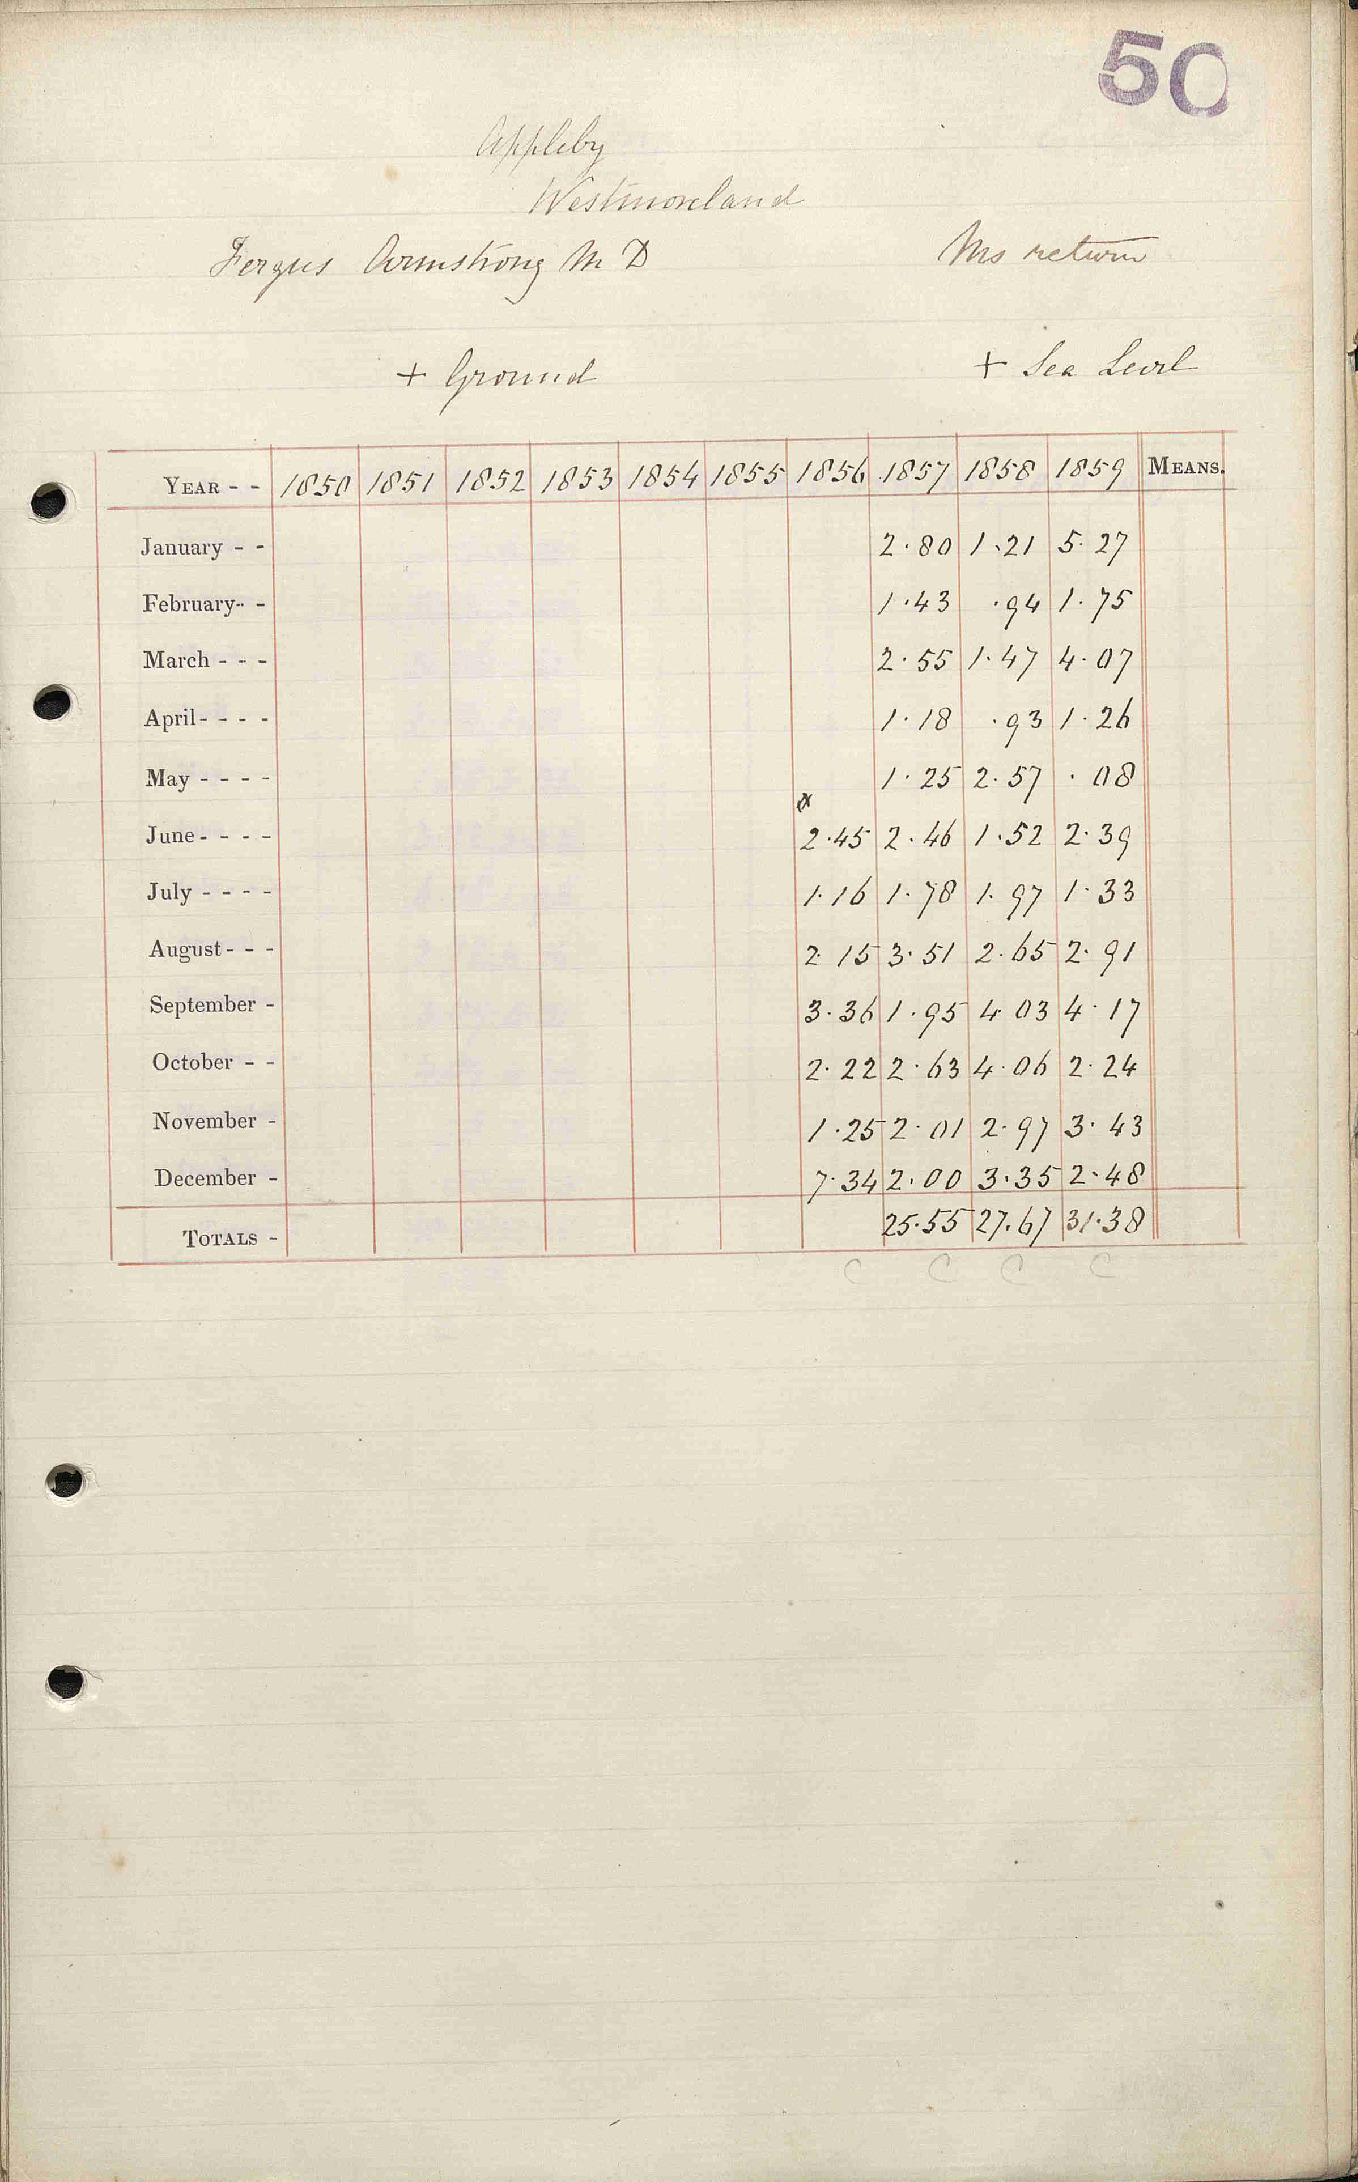 50
Appleby
Westmoreland
Fergus Armstrong M D Ms return
+ Ground + Sea Level
YEAR - - 1850 1851 1852 1853 1854 1855 1856 1857 1858 1859 MEANS.
January - - 2.80 1.21 5.27
February - - 1.43 .94 1.75
March - - - 2.55 1.47 4.07
April - - - - 1.18 .93 1.26
May - - - - 1.25 2.57 .08
x
June - - - - 2.45 2.46 1.52 2.39
July - - - - 1.16 1.78 1.97 1.33
August - - - 2.15 3.51 2.65 2.91
September - 3.36 1.95 4.03 4.17
October - - 2.22 2.63 4.06 2.24
November - 1.25 2.01 2.97 3.43
December - 7.34 2.00 3.35 2.48
TOTALS - 25.55 27.67 31.38
C C C C